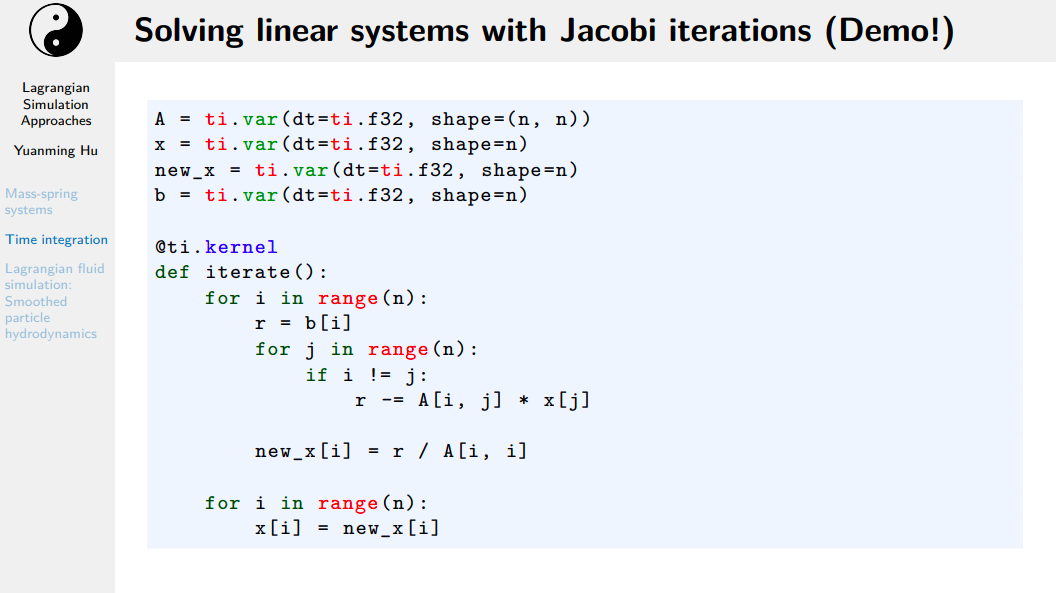 Solving linear systems with Jacobi iterations (Demo!)
Lagrangian
Simulation
Approaches
Yuanming Hu
Mass-spring
systems
Time integration
Lagrangian fluid
simulation:
Smoothed
particle
hydrodynamics
A = ti.var(dt=ti.f32, shape=(n, n))
x = ti.var(dt=ti.f32, shape=n)
new_x = ti.var(dt=ti.f32, shape=n)
b = ti.var(dt=ti.f32, shape=n)

@ti.kernel
def iterate():
    for i in range(n):
        r = b[i]
        for j in range(n):
            if i != j:
                r -= A[i, j] * x[j]

        new_x[i] = r / A[i, i]

    for i in range(n):
        x[i] = new_x[i]